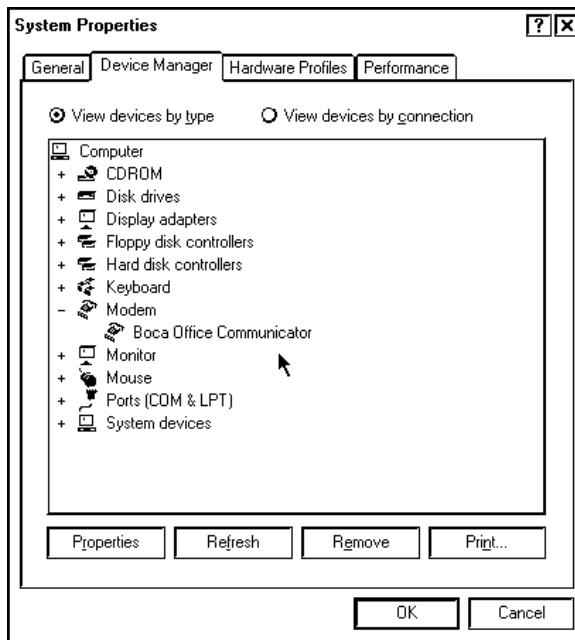 System Properties
General Device Manager Hardware Profiles Performance
View devices by type View devices by connection
Computer
CDROM
Disk drives
Display adapters
Floppy disk controllers
Hard disk controllers
Keyboard
Modem
Boca Office Communicator
Monitor
Mouse
Ports (COM & LPT)
System devices
Properties Refresh Remove Print...
OK Cancel